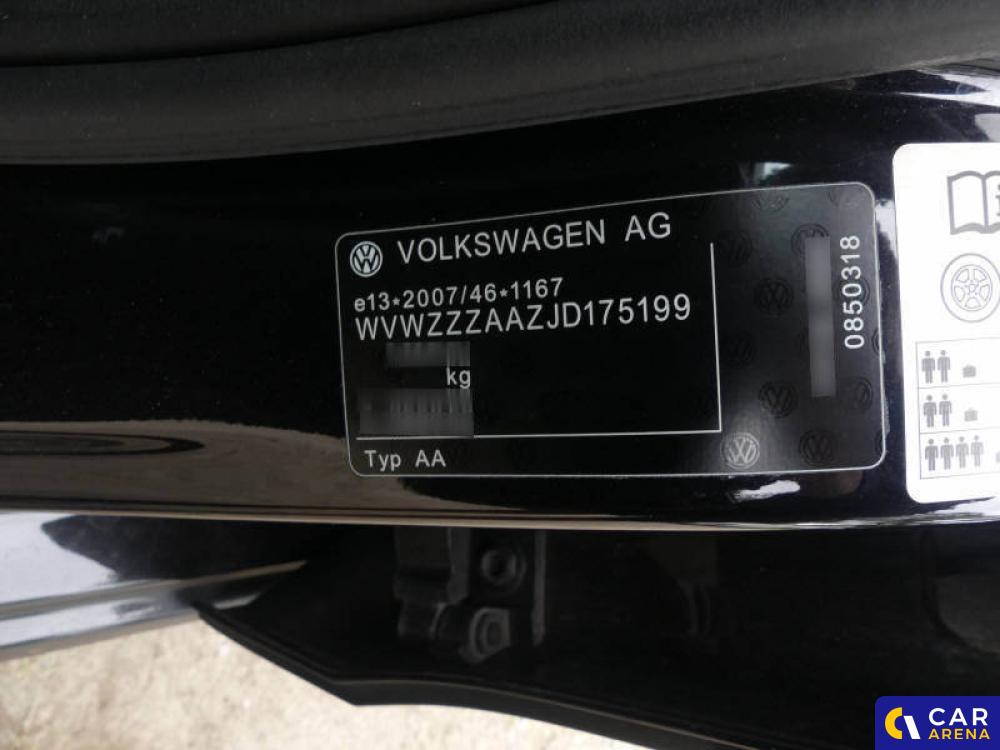 VOLKSWAGEN AG
e13*2007/46*1167
WVWZZZAAZJD175199
kg
Typ AA
0850318
CAR
ARENA